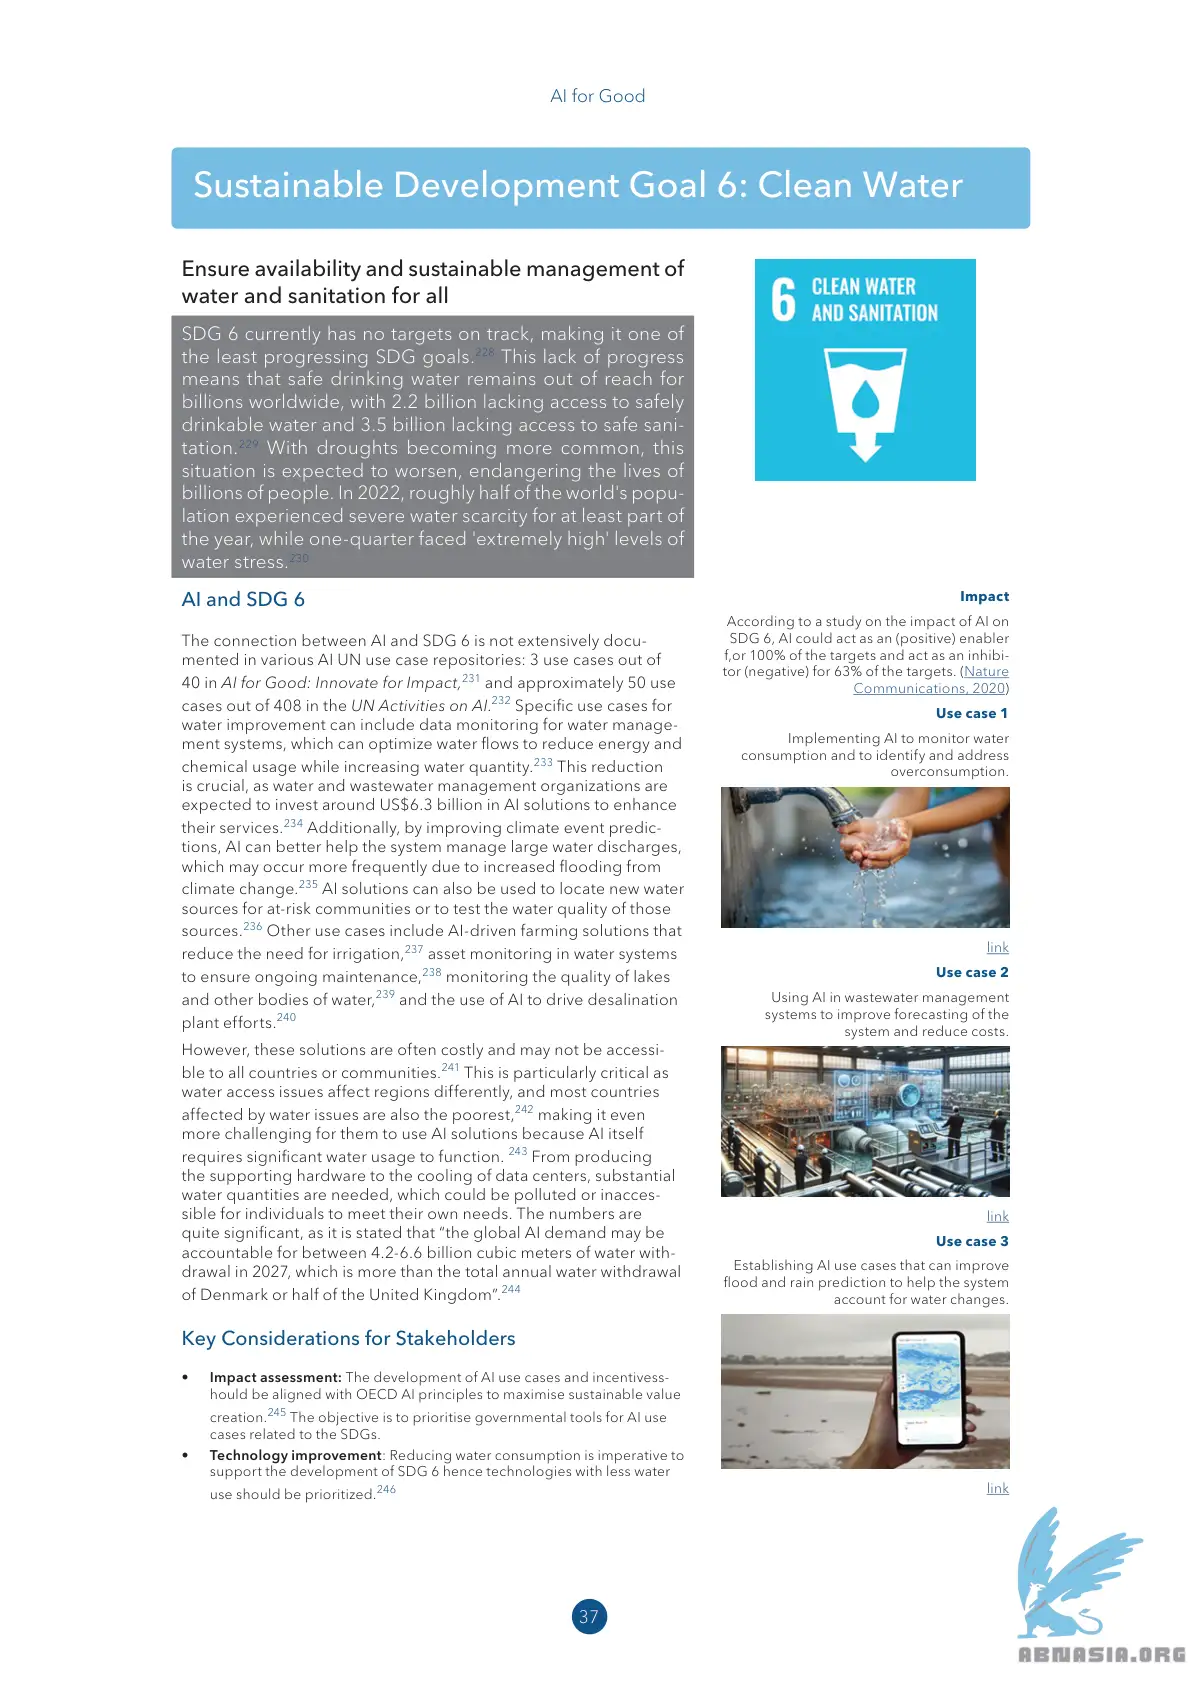 AI for Good
Sustainable Development Goal 6: Clean Water
Ensure availability and sustainable management of
water and sanitation for all
SDG 6 currently has no targets on track, making it one of
the least progressing SDG goals.228 This lack of progress
means that safe drinking water remains out of reach for
billions worldwide, with 2.2 billion lacking access to safely
drinkable water and 3.5 billion lacking access to safe sani-
tation.229 With droughts becoming more common, this
situation is expected to worsen, endangering the lives of
billions of people. In 2022, roughly half of the world's popu-
lation experienced severe water scarcity for at least part of
the year, while one-quarter faced 'extremely high' levels of
water stress.230
6 CLEAN WATER
AND SANITATION
AI and SDG 6
The connection between AI and SDG 6 is not extensively docu-
mented in various AI UN use case repositories: 3 use cases out of
40 in AI for Good: Innovate for Impact,231 and approximately 50 use
cases out of 408 in the UN Activities on AI.232 Specific use cases for
water improvement can include data monitoring for water manage-
ment systems, which can optimize water flows to reduce energy and
chemical usage while increasing water quantity.233 This reduction
is crucial, as water and wastewater management organizations are
expected to invest around US$6.3 billion in AI solutions to enhance
their services.234 Additionally, by improving climate event predic-
tions, AI can better help the system manage large water discharges,
which may occur more frequently due to increased flooding from
climate change.235 AI solutions can also be used to locate new water
sources for at-risk communities or to test the water quality of those
sources.236 Other use cases include AI-driven farming solutions that
reduce the need for irrigation,237 asset monitoring in water systems
to ensure ongoing maintenance,238 monitoring the quality of lakes
and other bodies of water,239 and the use of AI to drive desalination
plant efforts.240
However, these solutions are often costly and may not be accessi-
ble to all countries or communities.241 This is particularly critical as
water access issues affect regions differently, and most countries
affected by water issues are also the poorest,242 making it even
more challenging for them to use AI solutions because AI itself
requires significant water usage to function. 243 From producing
the supporting hardware to the cooling of data centers, substantial
water quantities are needed, which could be polluted or inacces-
sible for individuals to meet their own needs. The numbers are
quite significant, as it is stated that “the global AI demand may be
accountable for between 4.2-6.6 billion cubic meters of water with-
drawal in 2027, which is more than the total annual water withdrawal
of Denmark or half of the United Kingdom”.244
Key Considerations for Stakeholders
• Impact assessment: The development of AI use cases and incentivess-
hould be aligned with OECD AI principles to maximise sustainable value
creation.245 The objective is to prioritise governmental tools for AI use
cases related to the SDGs.
• Technology improvement: Reducing water consumption is imperative to
support the development of SDG 6 hence technologies with less water
use should be prioritized.246
Impact
According to a study on the impact of AI on
SDG 6, AI could act as an (positive) enabler
f,or 100% of the targets and act as an inhibi-
tor (negative) for 63% of the targets. (Nature
Communications, 2020)
Use case 1
Implementing AI to monitor water
consumption and to identify and address
overconsumption.
link
Use case 2
Using AI in wastewater management
systems to improve forecasting of the
system and reduce costs.
link
Use case 3
Establishing AI use cases that can improve
flood and rain prediction to help the system
account for water changes.
link
37
ABNASIA.ORG